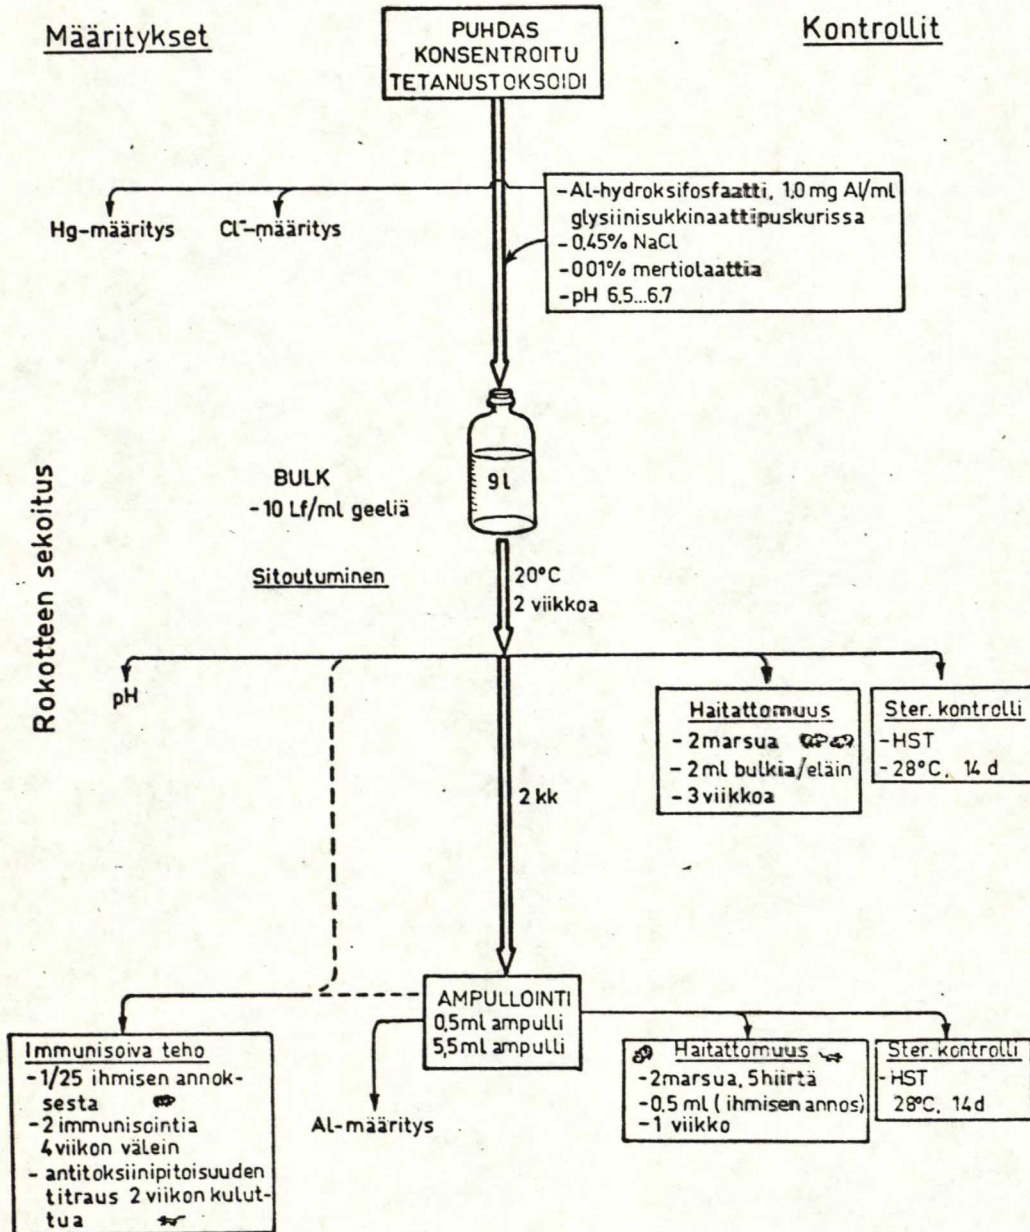 Määritykset
PUHDAS
KONSENTROITU
TETANUSTOKSOIDI
Kontrollit
Hg-määritys
Cl⁻-määritys
-Al-hydroksifosfaatti, 1.0 mg Al/ml
glysiinisukkinaattipuskurissa
-0.45% NaCl
-001% mertiolaattia
-pH 6,5...6.7
Rokotteen sekoitus
9 l
BULK
-10 Lf/ml geeliä
Sitoutuminen
20°C
2 viikkoa
pH
Haitattomuus
-2marsua
-2ml bulkia/eläin
-3viikkoa
Ster. kontrolli
-HST
-28°C, 14 d
2 kk
AMPULLOINTI
0,5ml ampulli
5,5ml ampulli
Immunisoiva teho
-1/25 ihmisen annok-
sesta
-2 immunisointia
4 viikon välein
- antitoksiinipitoisuuden
titraus 2 viikon kulut-
tua
Al-määritys
Haitattomuus
-2marsua, 5hiirtä
-0.5 ml (ihmisen annos)
-1 viikko
Ster. kontrolli
-HST
28°C, 14d